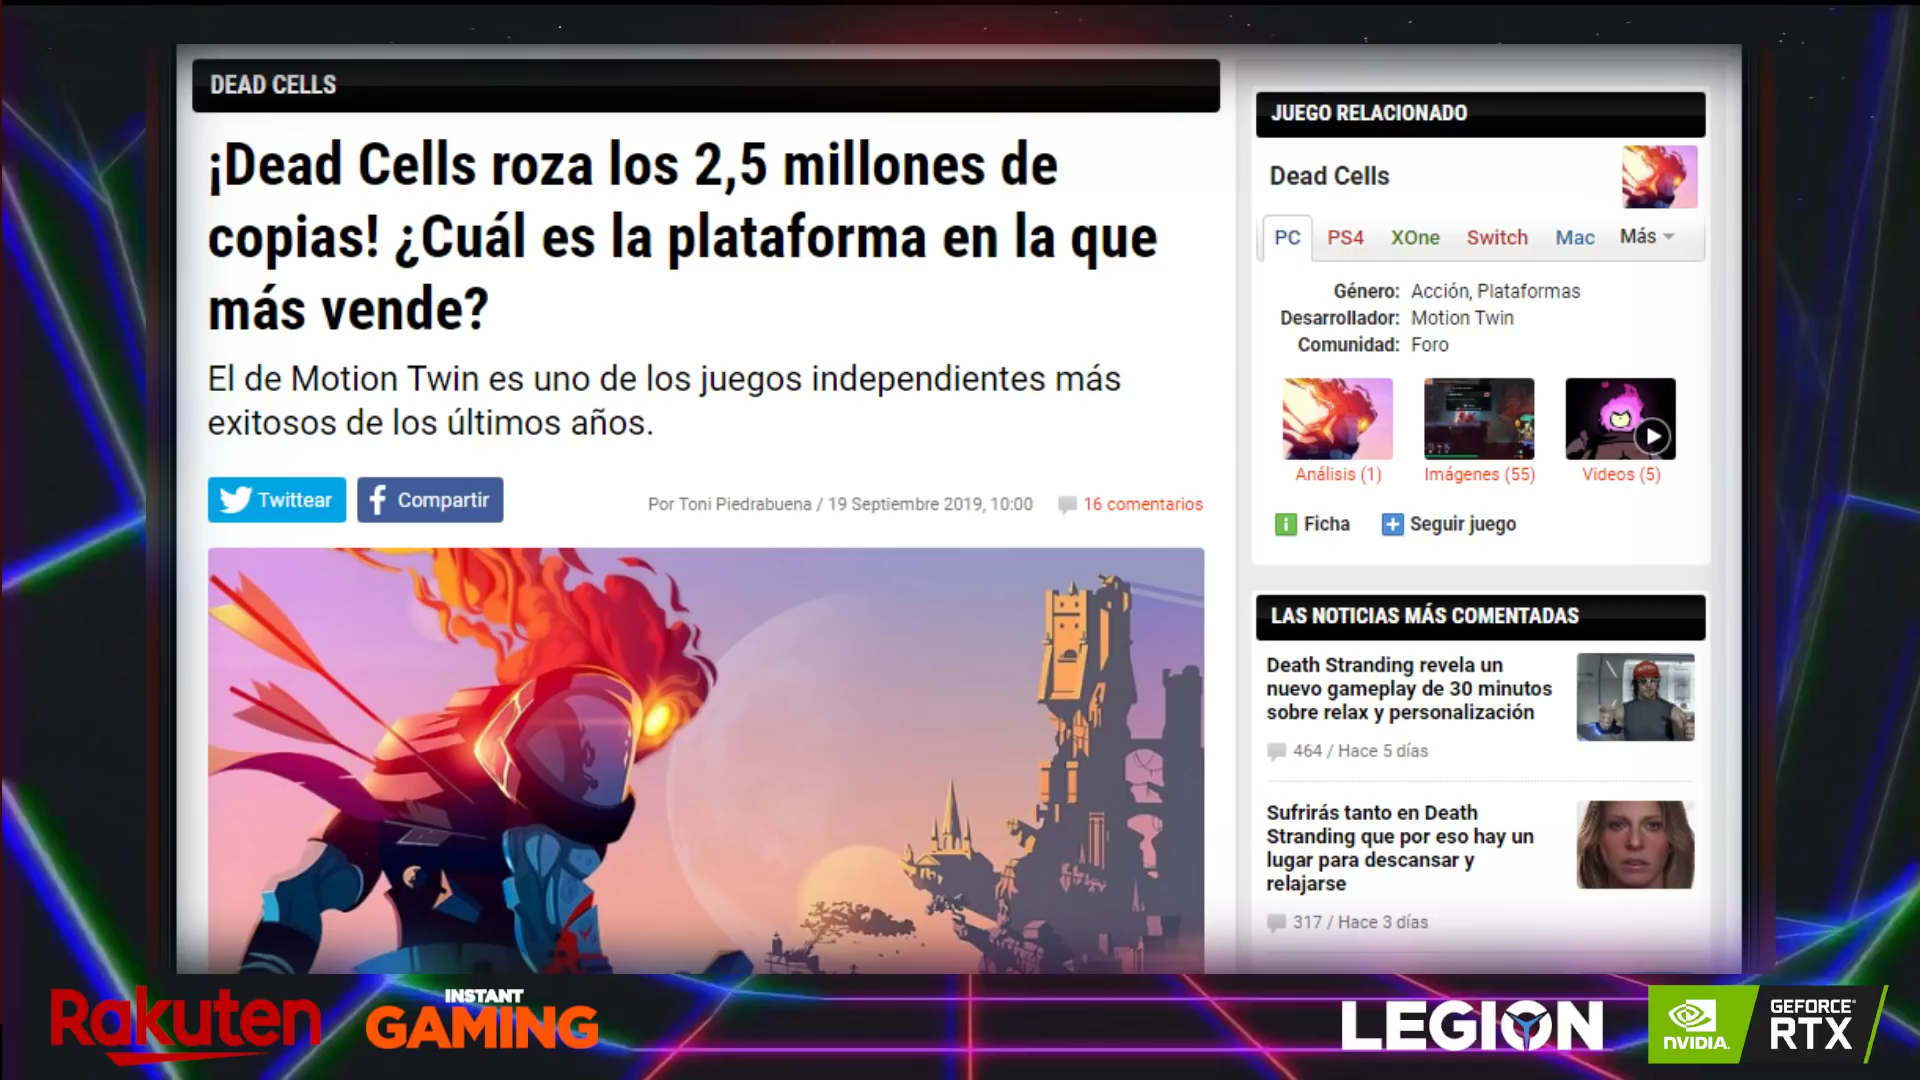 DEAD CELLS
¡Dead Cells roza los 2,5 millones de
copias! ¿Cuál es la plataforma en la que
más vende?
El de Motion Twin es uno de los juegos independientes más
exitosos de los últimos años.
Twittear
Compartir
Por Toni Piedrabuena / 19 Septiembre 2019, 10:00
16 comentarios
JUEGO RELACIONADO
Dead Cells
PC PS4 XOne Switch Mac Más
Género: Acción, Plataformas
Desarrollador: Motion Twin
Comunidad: Foro
Análisis (1) Imágenes (55) Videos (5)
Ficha Seguir juego
LAS NOTICIAS MÁS COMENTADAS
Death Stranding revela un
nuevo gameplay de 30 minutos
sobre relax y personalización
464 / Hace 5 días
Sufrirás tanto en Death
Stranding que por eso hay un
lugar para descansar y
relajarse
317 / Hace 3 días
Rakuten
INSTANT
GAMING
LEGION
NVIDIA.
GEFORCE
RTX